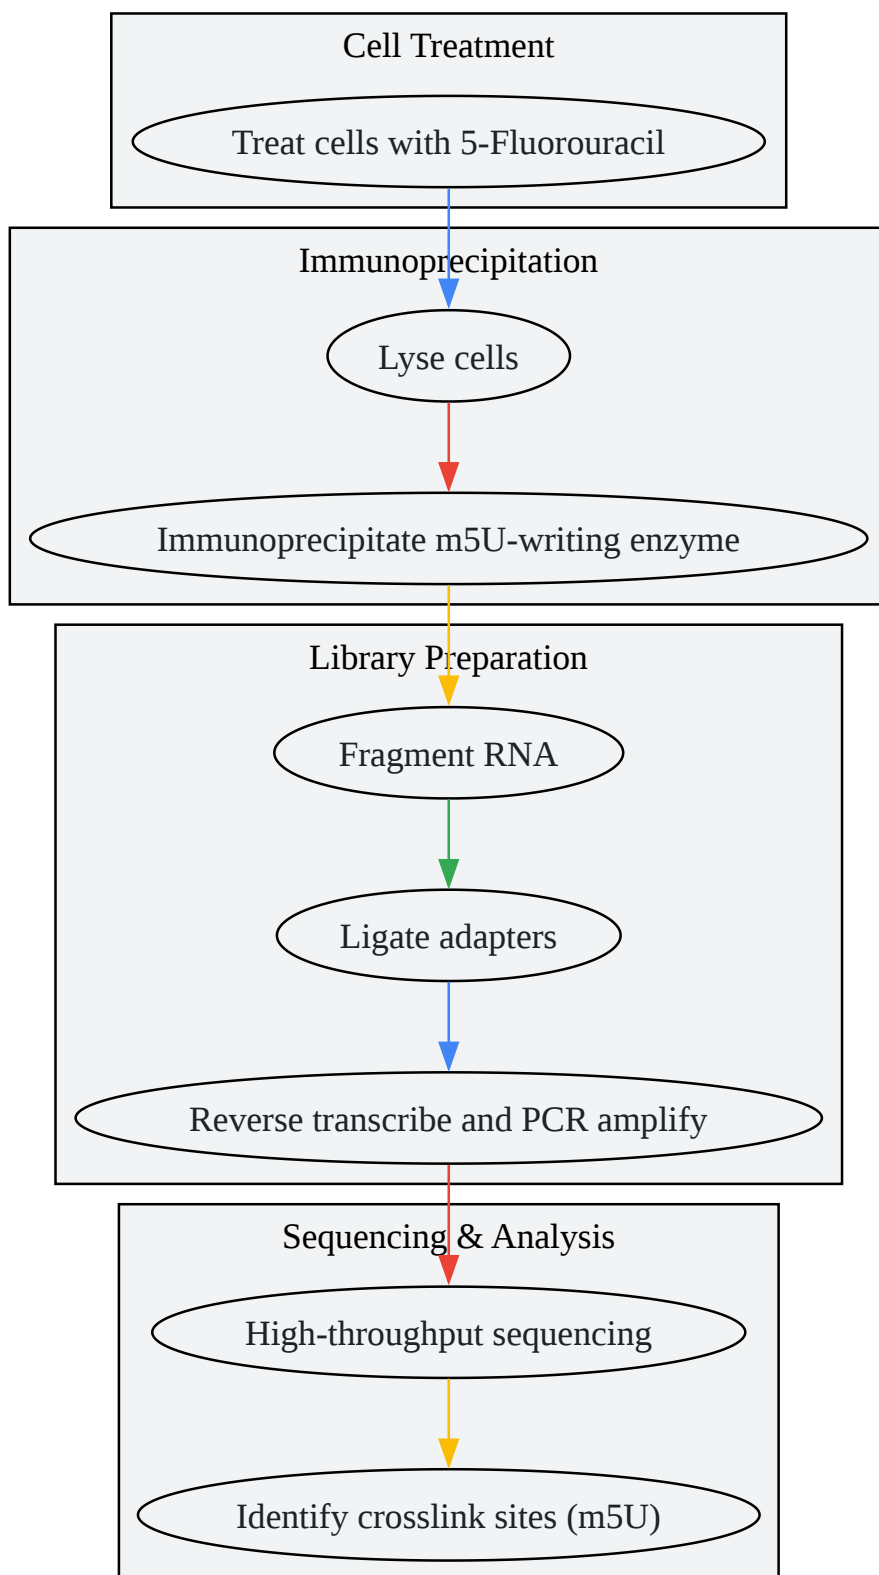 Cell Treatment
Treat cells with 5-Fluorouracil
Immunoprecipitation
Lyse cells
Immunoprecipitate m5U-writing enzyme
Library Preparation
Fragment RNA
Ligate adapters
Reverse transcribe and PCR amplify
Sequencing & Analysis
High-throughput sequencing
Identify crosslink sites (m5U)